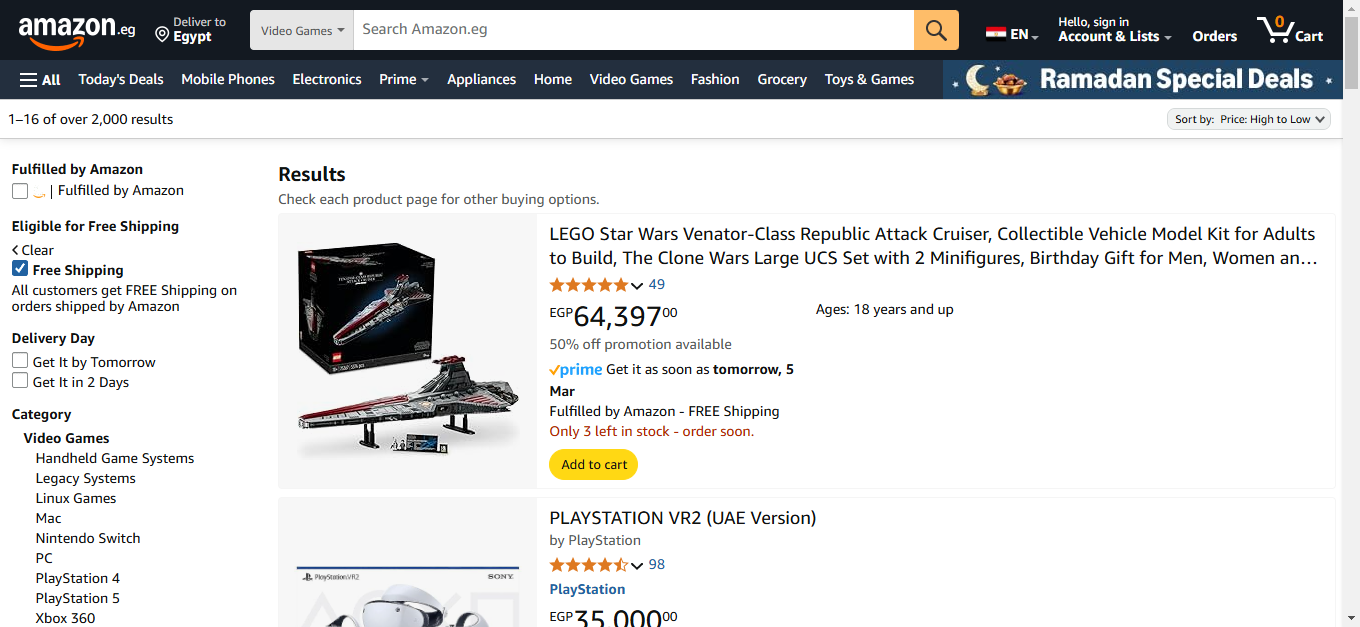 amazon.eg
Deliver to
Egypt
Video Games
Search Amazon.eg
EN
Hello, sign in
Account & Lists
Orders
0
Cart
All
Today's Deals
Mobile Phones
Electronics
Prime
Appliances
Home
Video Games
Fashion
Grocery
Toys & Games
Ramadan Special Deals
1–16 of over 2,000 results
Sort by: Price: High to Low
Fulfilled by Amazon
| Fulfilled by Amazon
Eligible for Free Shipping
Clear
Free Shipping
All customers get FREE Shipping on
orders shipped by Amazon
Delivery Day
Get It by Tomorrow
Get It in 2 Days
Category
Video Games
Handheld Game Systems
Legacy Systems
Linux Games
Mac
Nintendo Switch
PC
PlayStation 4
PlayStation 5
Xbox 360
Results
Check each product page for other buying options.
LEGO Star Wars Venator-Class Republic Attack Cruiser, Collectible Vehicle Model Kit for Adults
to Build, The Clone Wars Large UCS Set with 2 Minifigures, Birthday Gift for Men, Women an…
49
EGP64,39700
Ages: 18 years and up
50% off promotion available
prime Get it as soon as tomorrow, 5
Mar
Fulfilled by Amazon - FREE Shipping
Only 3 left in stock - order soon.
Add to cart
PlayStation VR2
SONY
PLAYSTATION VR2 (UAE Version)
by PlayStation
98
PlayStation
EGP35,00000